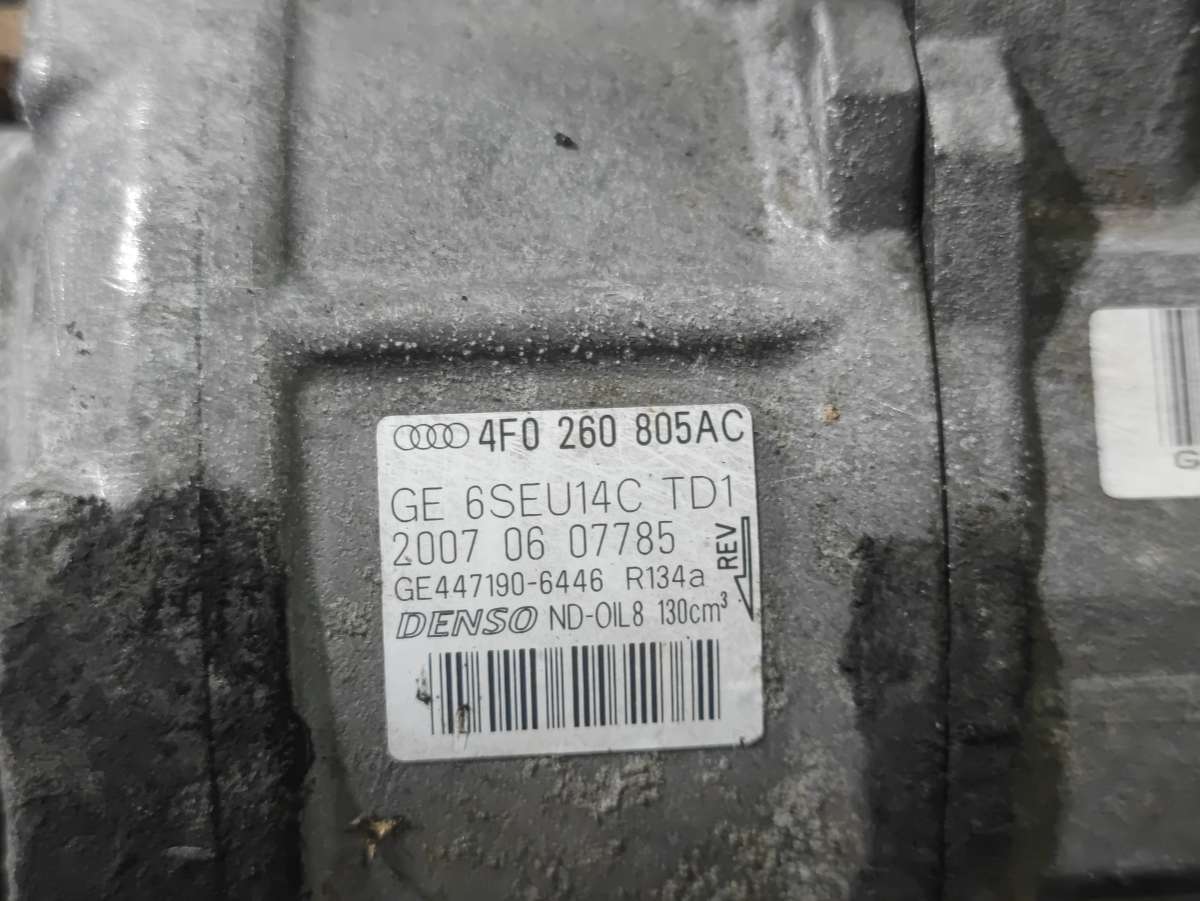 4F0 260 805AC
GE 6SEU14C TD1
2007 06 07785
REV
GE447190-6446 R134a
DENSO ND-OIL8 130cm³
G